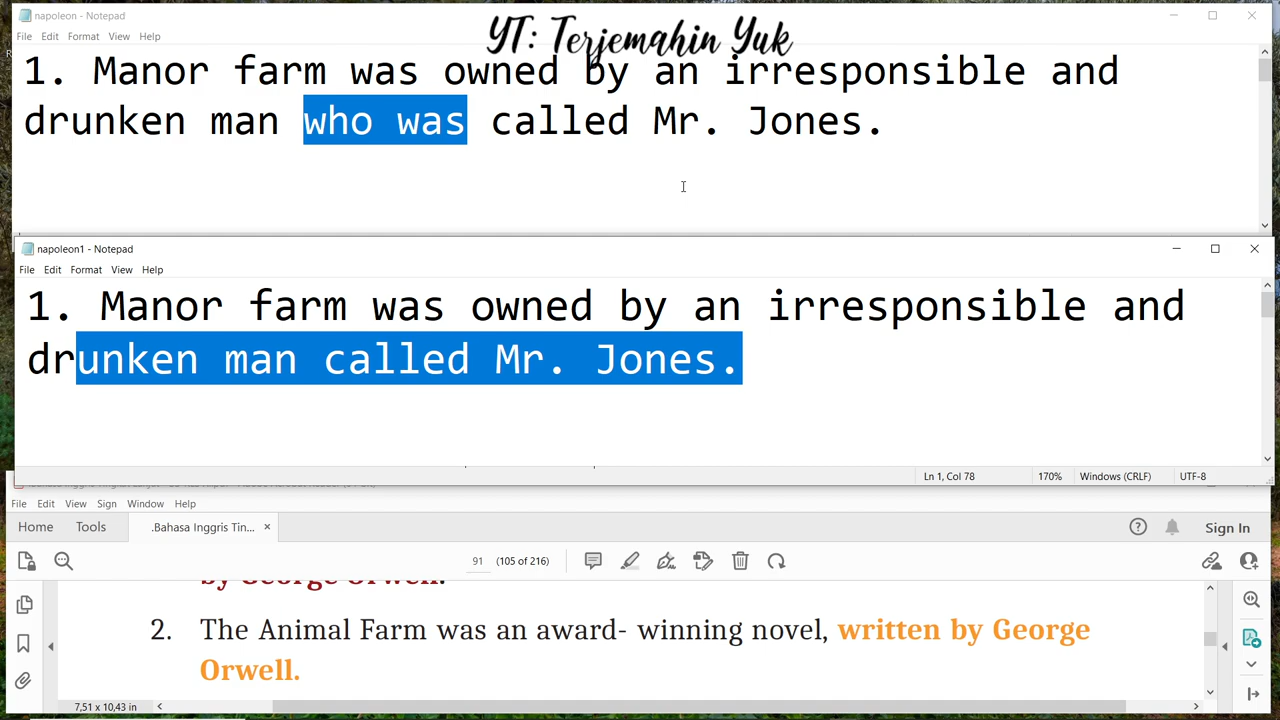 napoleon - Notepad
YT: Terjemahin Yuk
File Edit Format View Help
1. Manor farm was owned by an irresponsible and
drunken man who was called Mr. Jones.
napoleon1 - Notepad
File Edit Format View Help
1. Manor farm was owned by an irresponsible and
drunken man called Mr. Jones.
Ln 1, Col 78 170% Windows (CRLF) UTF-8
File Edit View Sign Window Help
Home Tools .Bahasa Inggris Tin... × Sign In
91 (105 of 216)
by George Orwell.
2. The Animal Farm was an award- winning novel, written by George
Orwell.
7,51 x 10,43 in